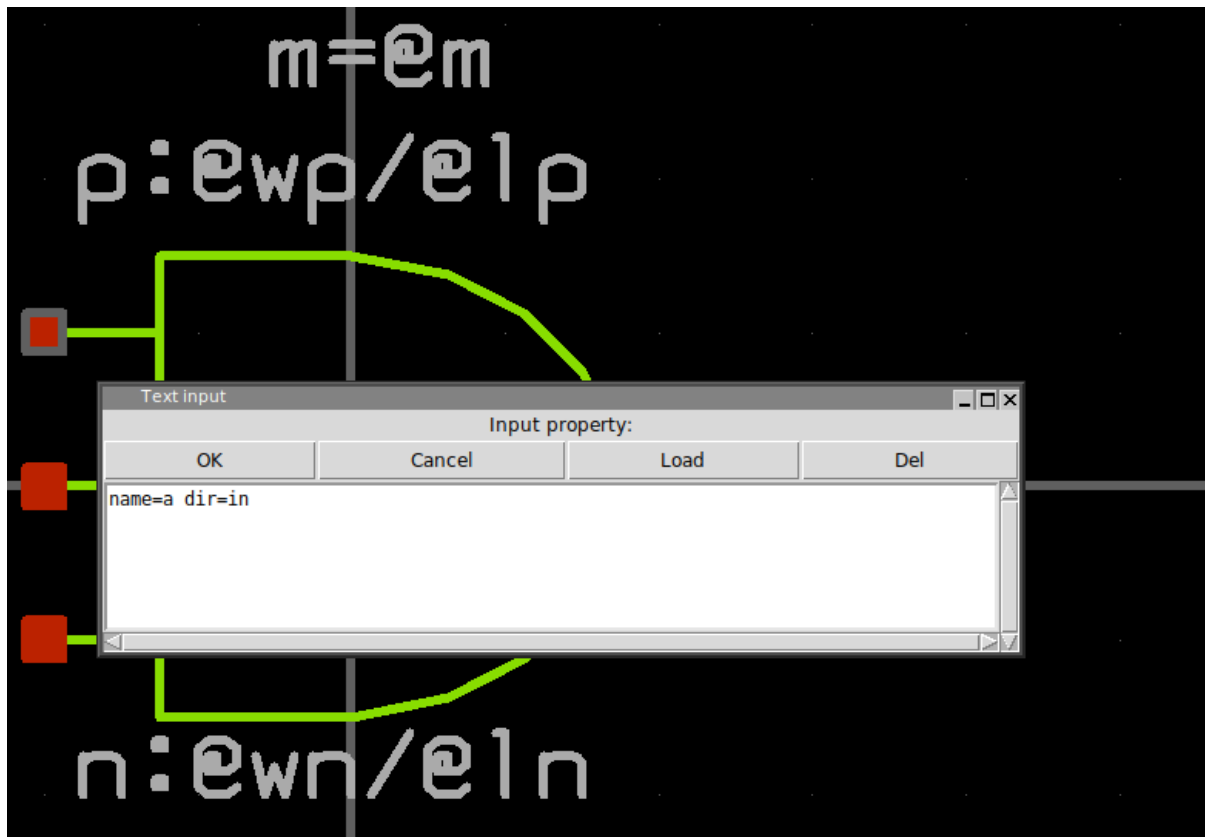 m=@m
p:@wp/@lp
Text input
Input property:
OK Cancel Load Del
name=a dir=in
n:@wn/@ln